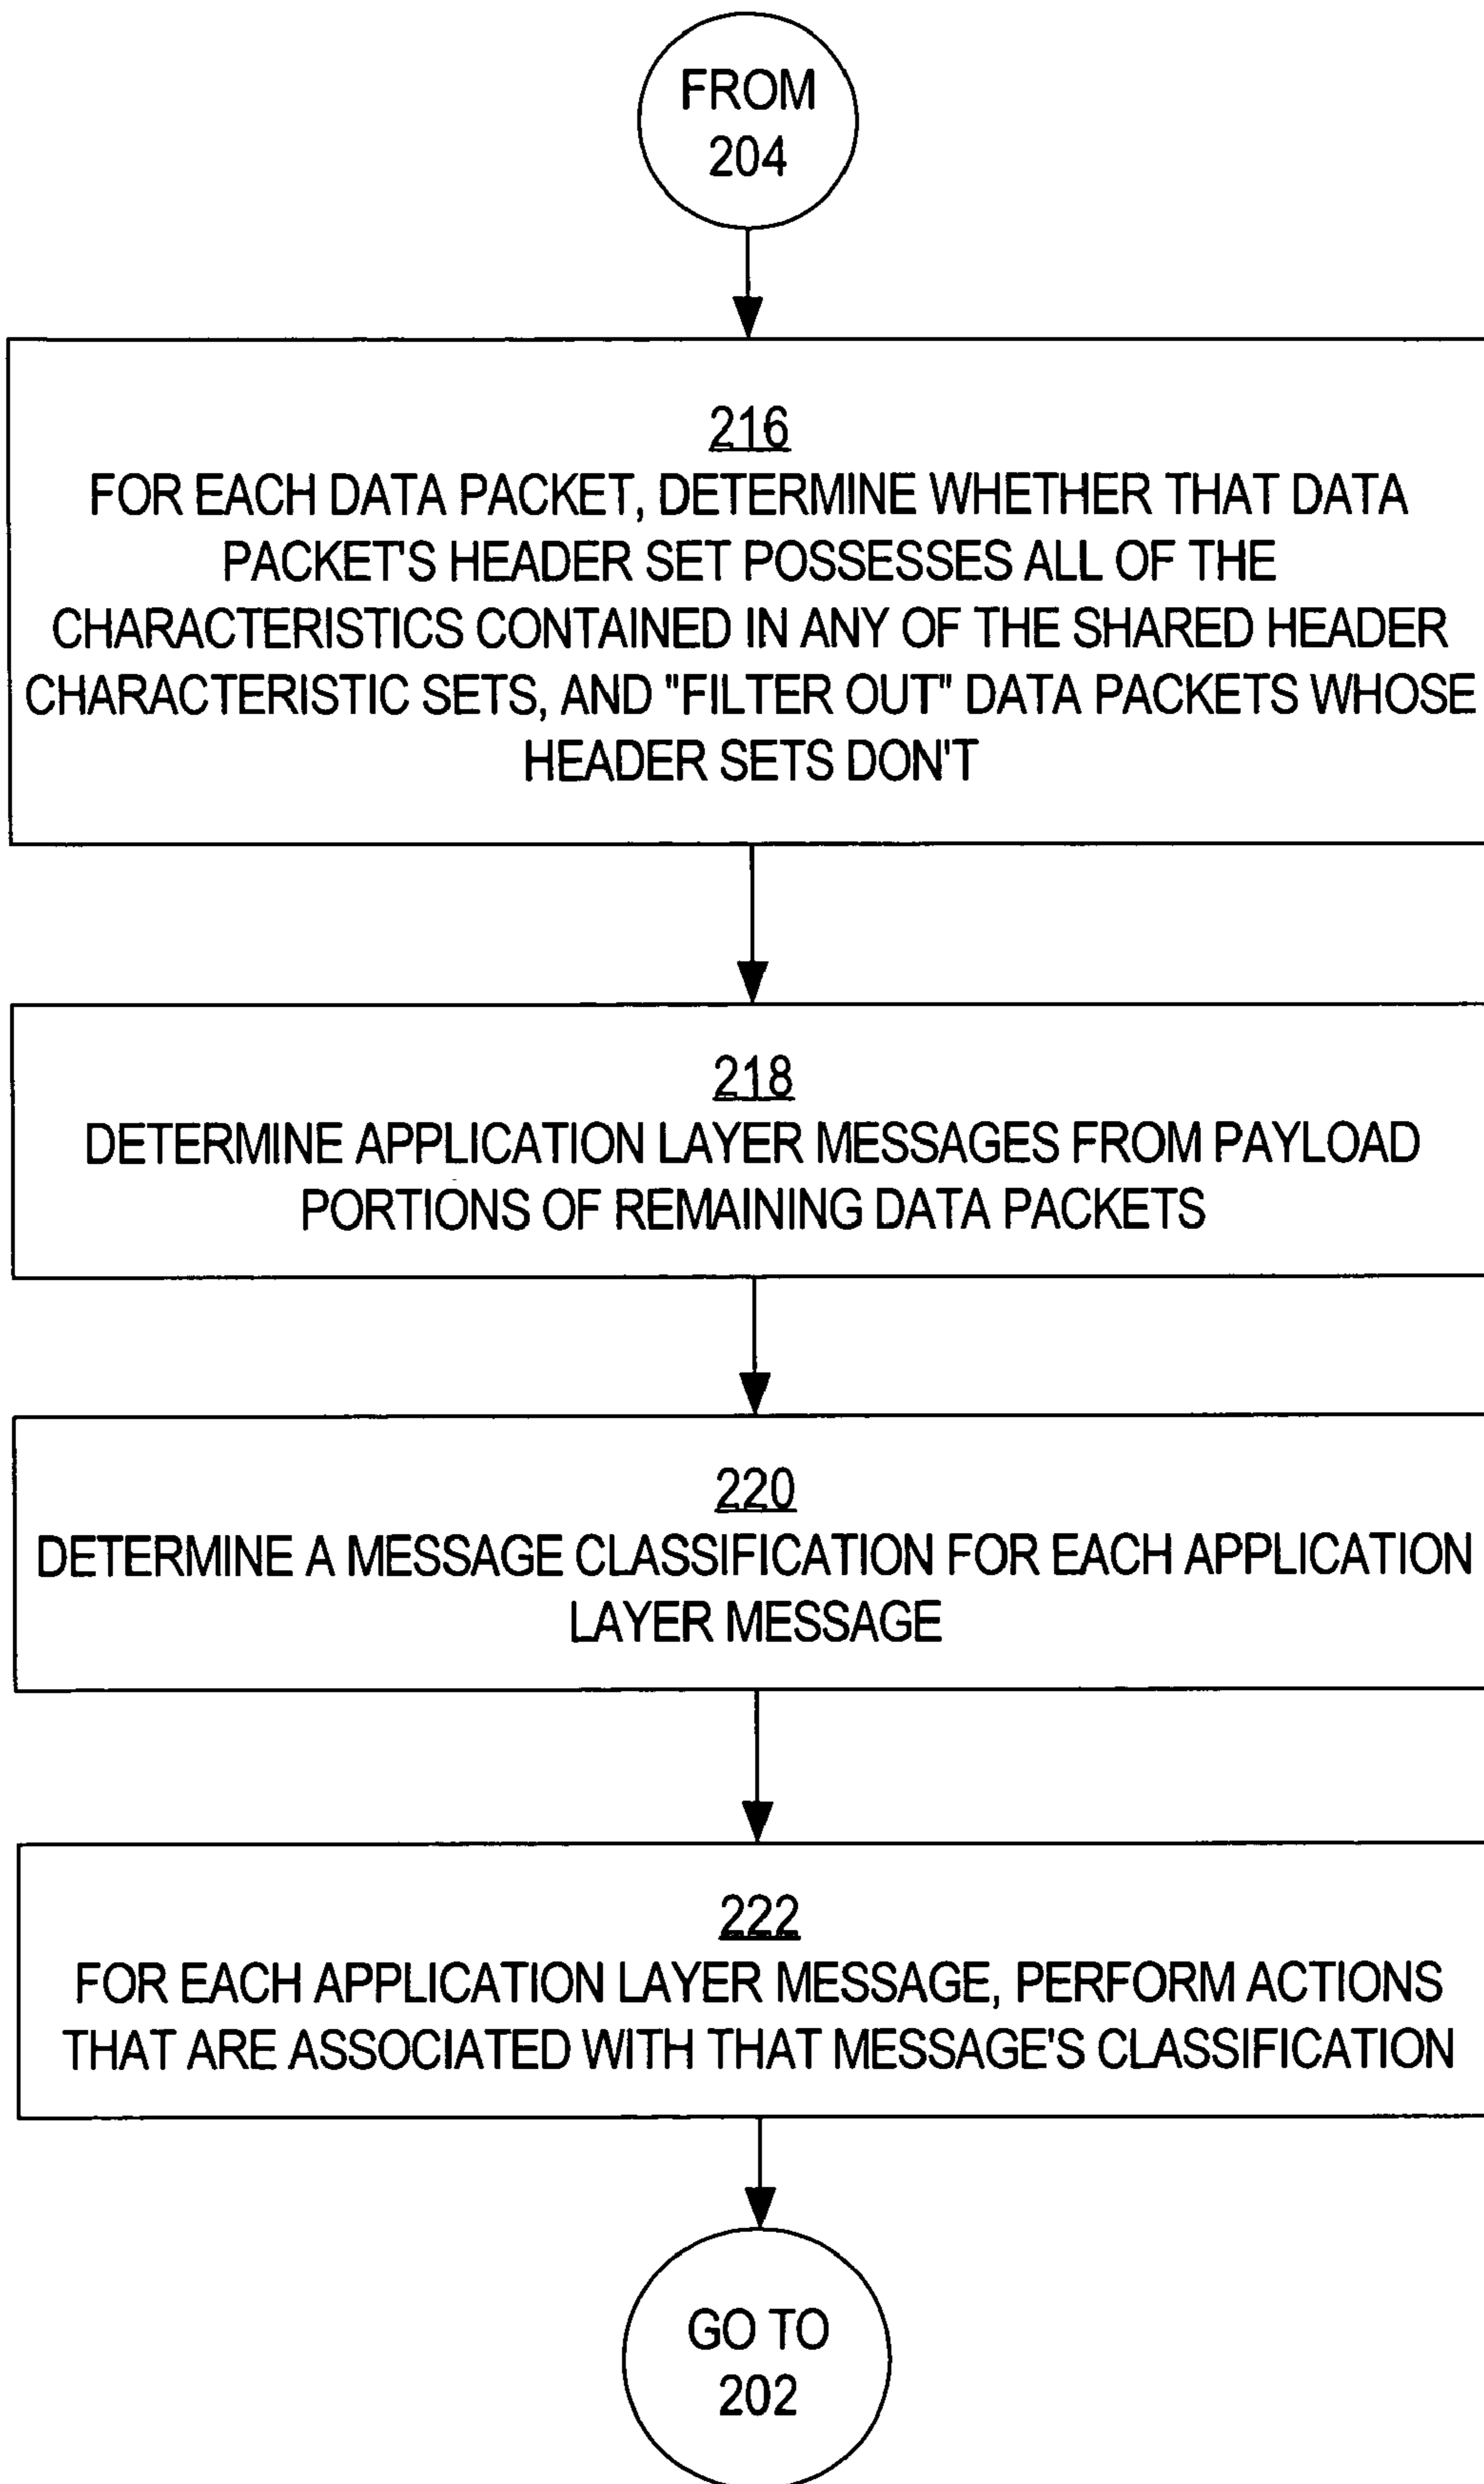 FROM
204
216
FOR EACH DATA PACKET, DETERMINE WHETHER THAT DATA
PACKET'S HEADER SET POSSESSES ALL OF THE
CHARACTERISTICS CONTAINED IN ANY OF THE SHARED HEADER
CHARACTERISTIC SETS, AND "FILTER OUT" DATA PACKETS WHOSE
HEADER SETS DON'T
218
DETERMINE APPLICATION LAYER MESSAGES FROM PAYLOAD
PORTIONS OF REMAINING DATA PACKETS
220
DETERMINE A MESSAGE CLASSIFICATION FOR EACH APPLICATION
LAYER MESSAGE
222
FOR EACH APPLICATION LAYER MESSAGE, PERFORM ACTIONS
THAT ARE ASSOCIATED WITH THAT MESSAGE'S CLASSIFICATION
GO TO
202